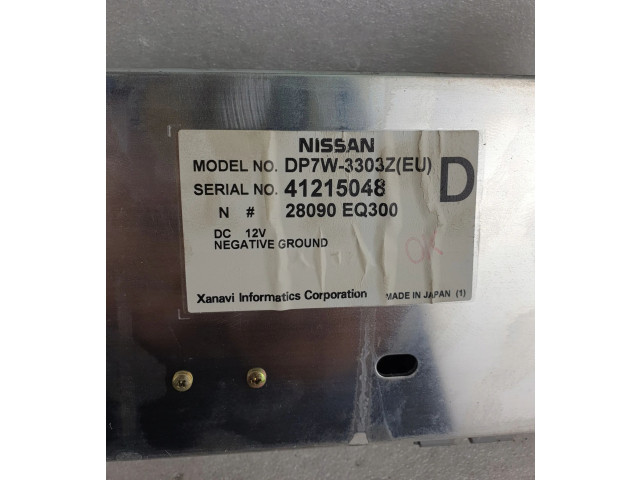 NISSAN
MODEL NO. DP7W-3303Z(EU)
SERIAL NO. 41215048
D
N # 28090 EQ300
DC 12V
NEGATIVE GROUND
Xanavi Informatics Corporation MADE IN JAPAN (1)